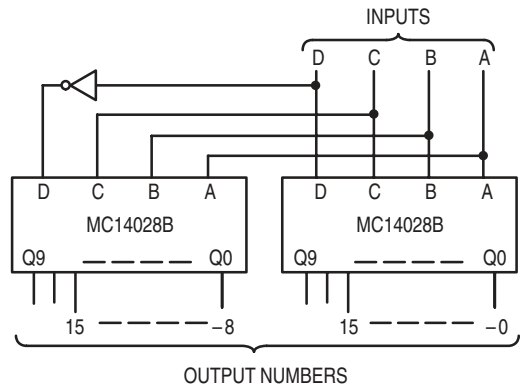 INPUTS
D C B A
D C B A D C B A
MC14028B MC14028B
Q9 Q0 Q9 Q0
15 –8 15 –0
OUTPUT NUMBERS